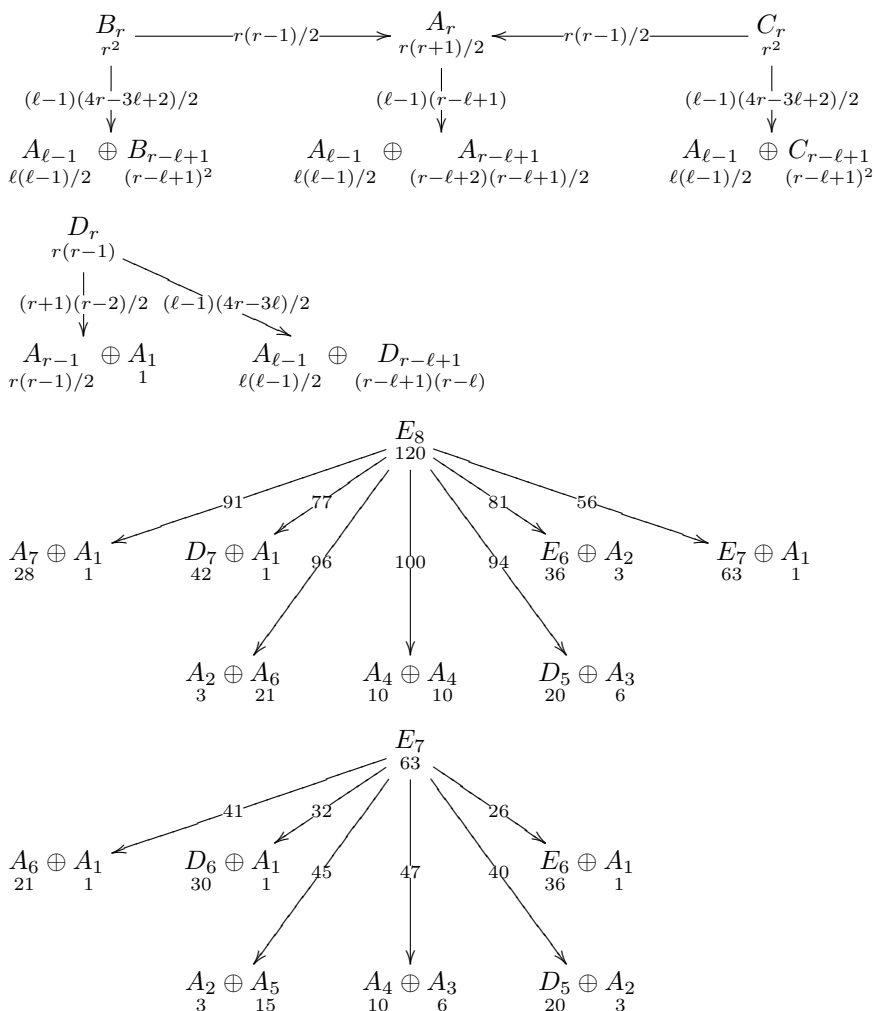 B_r r(r−1)/2 A_r r(r−1)/2 C_r
r^2 r(r+1)/2 r^2
(ℓ−1)(4r−3ℓ+2)/2 (ℓ−1)(r−ℓ+1) (ℓ−1)(4r−3ℓ+2)/2
A_{ℓ−1} ⊕ B_{r−ℓ+1} A_{ℓ−1} ⊕ A_{r−ℓ+1} A_{ℓ−1} ⊕ C_{r−ℓ+1}
ℓ(ℓ−1)/2 (r−ℓ+1)^2 ℓ(ℓ−1)/2 (r−ℓ+2)(r−ℓ+1)/2 ℓ(ℓ−1)/2 (r−ℓ+1)^2
D_r
r(r−1)
(r+1)(r−2)/2 (ℓ−1)(4r−3ℓ)/2
A_{r−1} ⊕ A_1 A_{ℓ−1} ⊕ D_{r−ℓ+1}
r(r−1)/2 1 ℓ(ℓ−1)/2 (r−ℓ+1)(r−ℓ)
E_8
120
91 77 81 56
A_7 ⊕ A_1 D_7 ⊕ A_1 96 100 94 E_6 ⊕ A_2 E_7 ⊕ A_1
28 1 42 1 36 3 63 1
A_2 ⊕ A_6 A_4 ⊕ A_4 D_5 ⊕ A_3
3 21 10 10 20 6
E_7
63
41 32 26
A_6 ⊕ A_1 D_6 ⊕ A_1 45 47 40 E_6 ⊕ A_1
21 1 30 1 36 1
A_2 ⊕ A_5 A_4 ⊕ A_3 D_5 ⊕ A_2
3 15 10 6 20 3